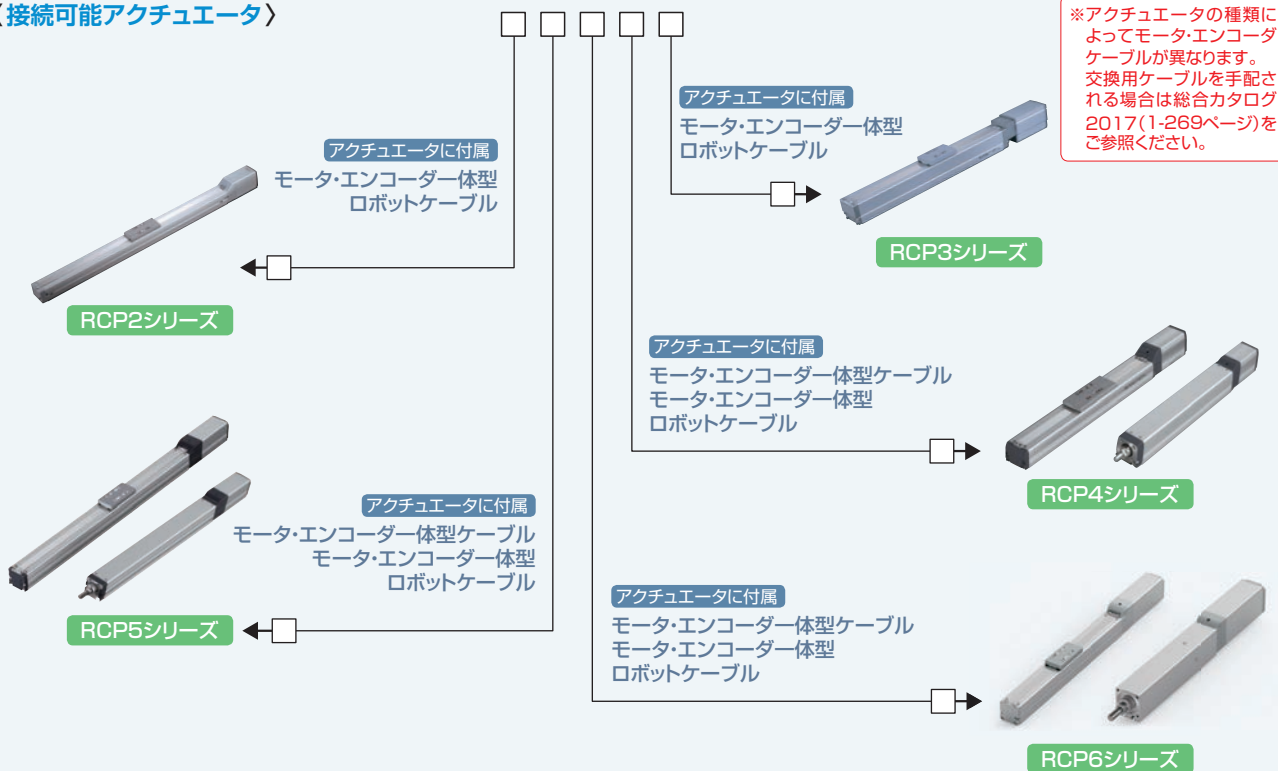 〈接続可能アクチュエータ〉
※アクチュエータの種類に
よってモータ・エンコーダ
ケーブルが異なります。
交換用ケーブルを手配さ
れる場合は総合カタログ
2017(1-269ページ)を
ご参照ください。
アクチュエータに付属
モータ・エンコーダ一体型
ロボットケーブル
RCP3シリーズ
アクチュエータに付属
モータ・エンコーダ一体型
ロボットケーブル
RCP2シリーズ
アクチュエータに付属
モータ・エンコーダ一体型ケーブル
モータ・エンコーダ一体型
ロボットケーブル
RCP4シリーズ
アクチュエータに付属
モータ・エンコーダ一体型ケーブル
モータ・エンコーダ一体型
ロボットケーブル
RCP5シリーズ
アクチュエータに付属
モータ・エンコーダ一体型ケーブル
モータ・エンコーダ一体型
ロボットケーブル
RCP6シリーズ